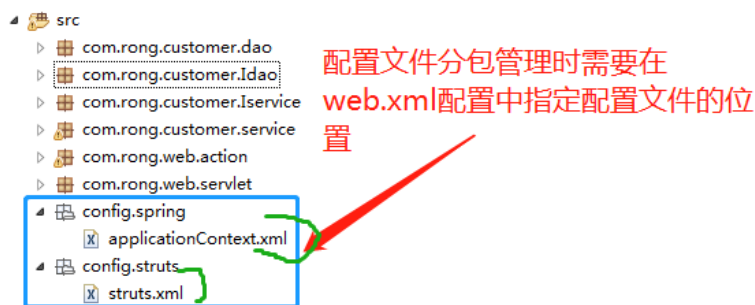 src
com.rong.customer.dao
com.rong.customer.Idao
com.rong.customer.Iservice
com.rong.customer.service
com.rong.web.action
com.rong.web.servlet
config.spring
applicationContext.xml
config.struts
struts.xml
配置文件分包管理时需要在
web.xml配置中指定配置文件的位
置